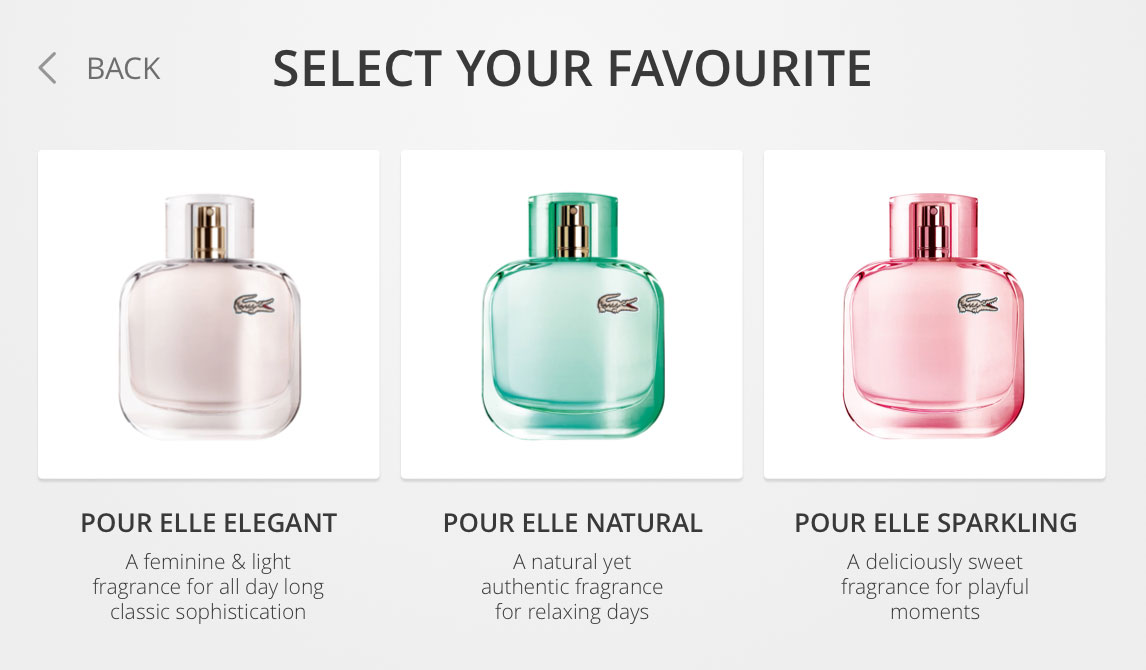 BACK
SELECT YOUR FAVOURITE
POUR ELLE ELEGANT
A feminine & light
fragrance for all day long
classic sophistication
POUR ELLE NATURAL
A natural yet
authentic fragrance
for relaxing days
POUR ELLE SPARKLING
A deliciously sweet
fragrance for playful
moments